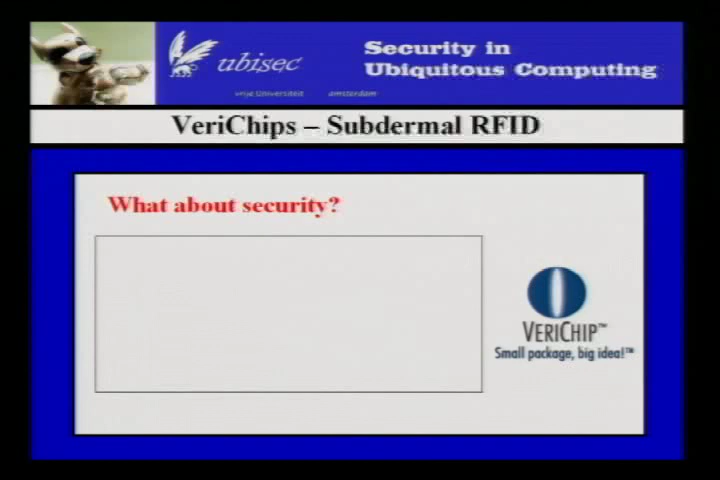 ubisec
vrije Universiteit amsterdam
Security in
Ubiquitous Computing
VeriChips – Subdermal RFID
What about security?
VERICHIP™
Small package, big idea!™